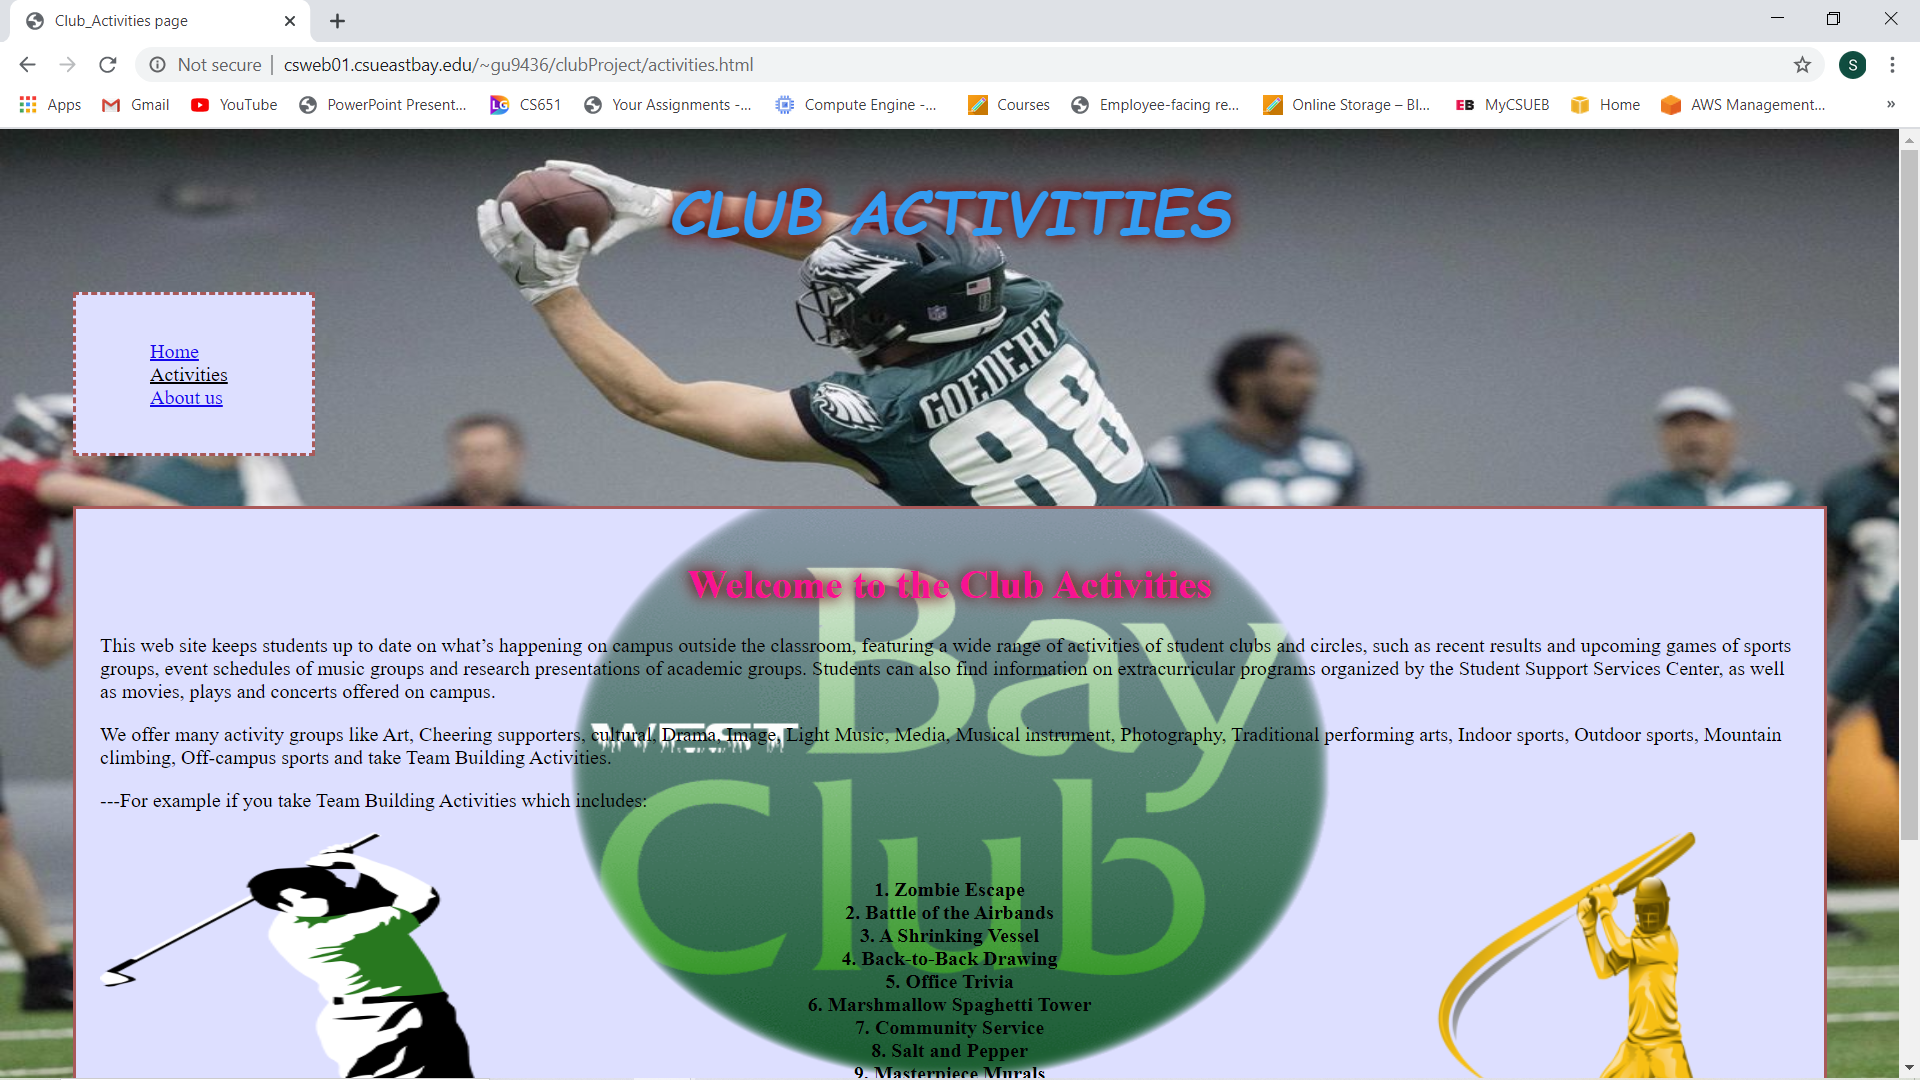 Club_Activities page
Not secure | csweb01.csueastbay.edu/~gu9436/clubProject/activities.html
S
Apps Gmail YouTube PowerPoint Present... LG CS651 Your Assignments -... Compute Engine -... Courses Employee-facing re... Online Storage – Bl... EB MyCSUEB Home AWS Management... »
CLUB ACTIVITIES
GOEDERT
88
Home
Activities
About us
Welcome to the Club Activities
This web site keeps students up to date on what’s happening on campus outside the classroom, featuring a wide range of activities of student clubs and circles, such as recent results and upcoming games of sports
groups, event schedules of music groups and research presentations of academic groups. Students can also find information on extracurricular programs organized by the Student Support Services Center, as well
as movies, plays and concerts offered on campus.
We offer many activity groups like Art, Cheering supporters, cultural, Drama, Image, Light Music, Media, Musical instrument, Photography, Traditional performing arts, Indoor sports, Outdoor sports, Mountain
climbing, Off-campus sports and take Team Building Activities.
---For example if you take Team Building Activities which includes:
WEST
Bay
Club
1. Zombie Escape
2. Battle of the Airbands
3. A Shrinking Vessel
4. Back-to-Back Drawing
5. Office Trivia
6. Marshmallow Spaghetti Tower
7. Community Service
8. Salt and Pepper
9. Masterpiece Murals